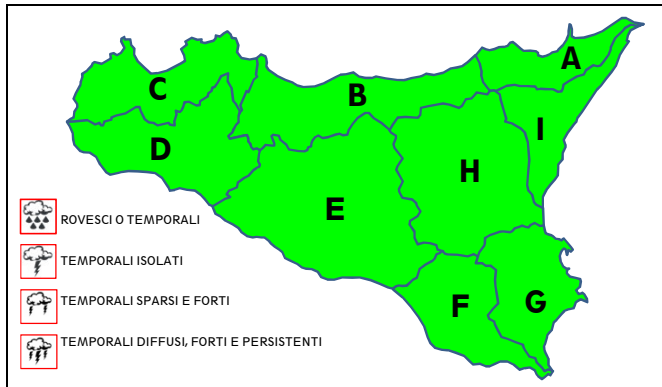 A
C
B
I
D
H
E
ROVESCI O TEMPORALI
TEMPORALI ISOLATI
TEMPORALI SPARSI E FORTI
F
G
TEMPORALI DIFFUSI, FORTI E PERSISTENTI